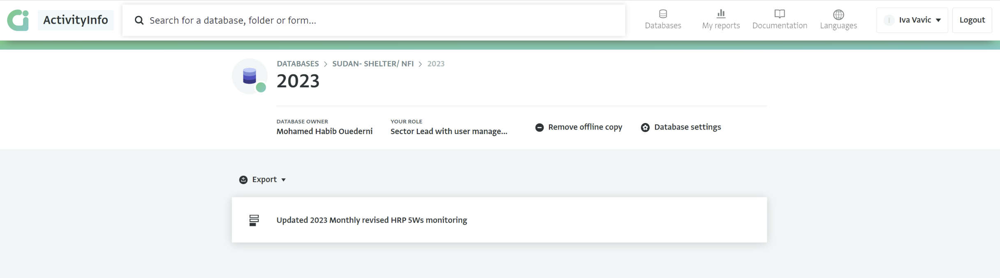 ActivityInfo
Search for a database, folder or form...
Databases
My reports
Documentation
Languages
I
Iva Vavic
Logout
DATABASES > SUDAN- SHELTER/ NFI > 2023
2023
DATABASE OWNER
Mohamed Habib Ouederni
YOUR ROLE
Sector Lead with user manage...
Remove offline copy
Database settings
Export
Updated 2023 Monthly revised HRP 5Ws monitoring